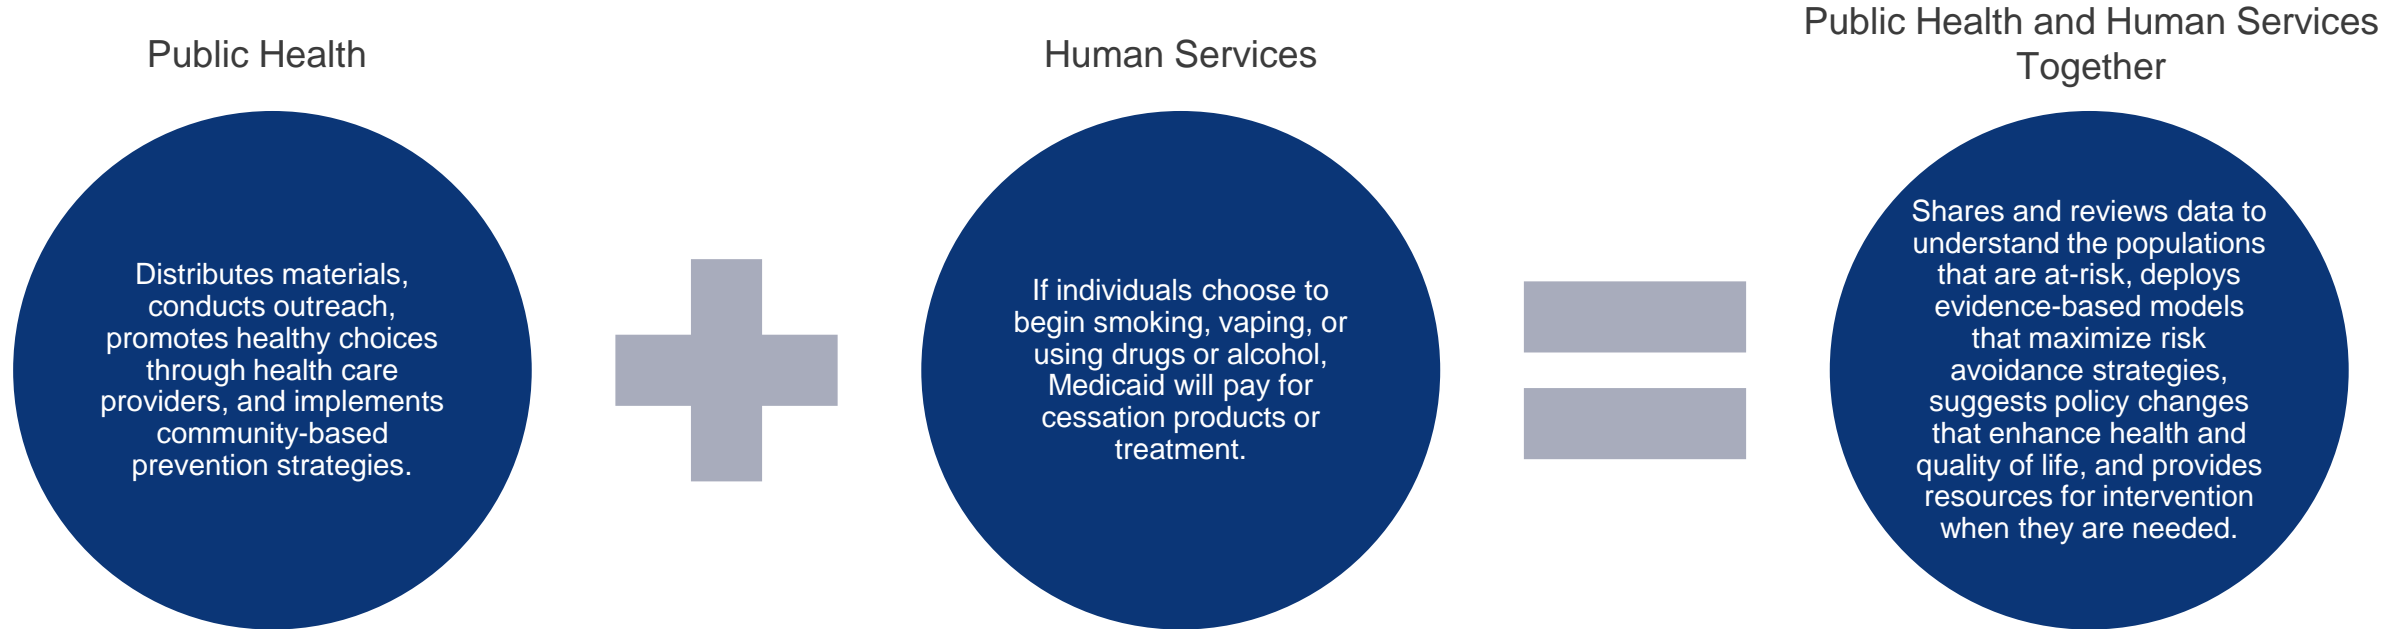 Public Health
Distributes materials,
conducts outreach,
promotes healthy choices
through health care
providers, and implements
community-based
prevention strategies.
Human Services
If individuals choose to
begin smoking, vaping, or
using drugs or alcohol,
Medicaid will pay for
cessation products or
treatment.
Public Health and Human Services
Together
Shares and reviews data to
understand the populations
that are at-risk, deploys
evidence-based models
that maximize risk
avoidance strategies,
suggests policy changes
that enhance health and
quality of life, and provides
resources for intervention
when they are needed.